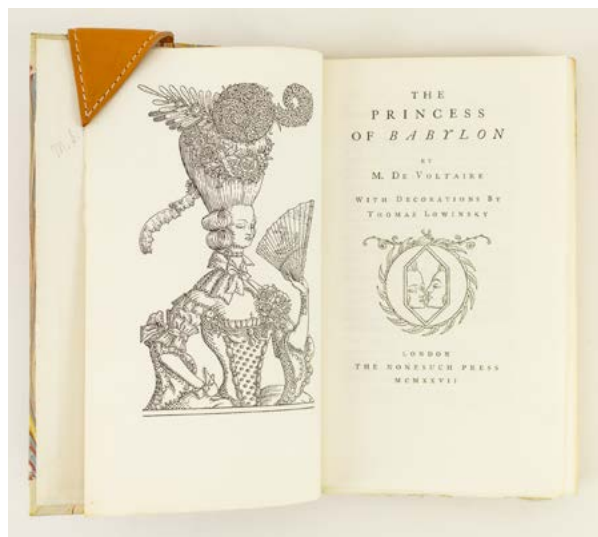 THE
PRINCESS
OF BABYLON
BY
M. DE VOLTAIRE
WITH DECORATIONS BY
THOMAS LOWINSKY
LONDON
THE NONESUCH PRESS
MCMXXVII